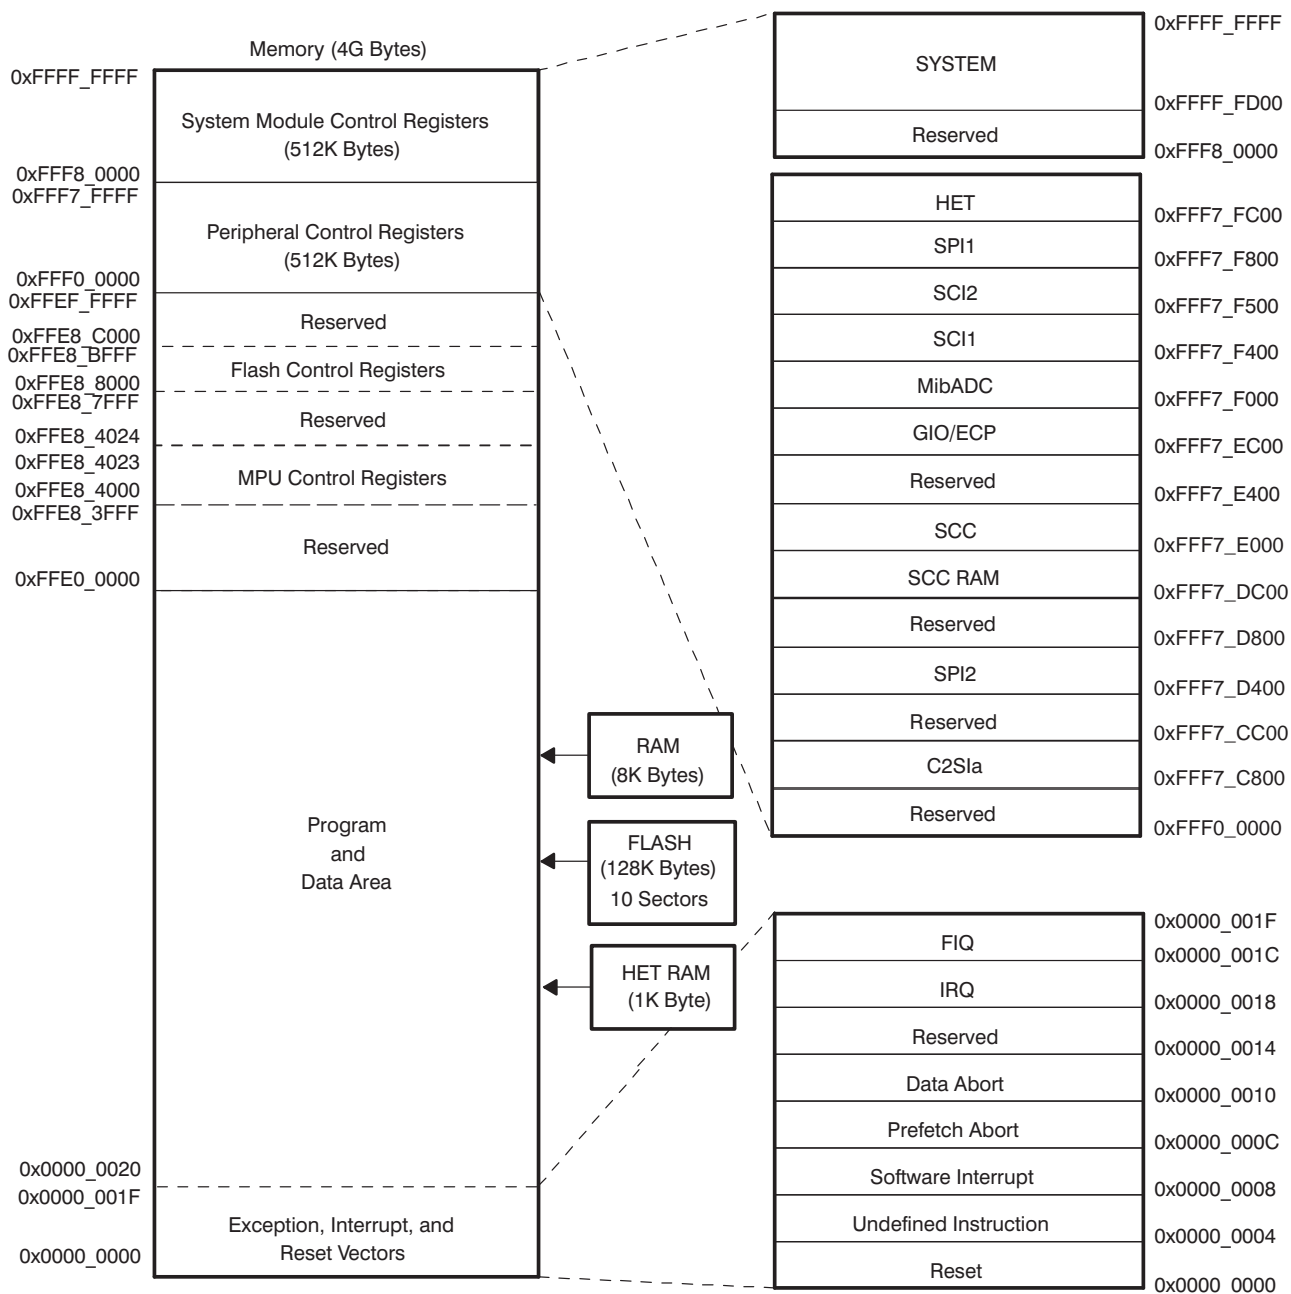 Memory (4G Bytes)
0xFFFF_FFFF
System Module Control Registers
(512K Bytes)
0xFFF8_0000
0xFFF7_FFFF
Peripheral Control Registers
(512K Bytes)
0xFFF0_0000
0xFFEF_FFFF
Reserved
0xFFE8_C000
0xFFE8_BFFF
Flash Control Registers
0xFFE8_8000
0xFFE8_7FFF
Reserved
0xFFE8_4024
0xFFE8_4023
MPU Control Registers
0xFFE8_4000
0xFFE8_3FFF
Reserved
0xFFE0_0000
Program
and
Data Area
0x0000_0020
0x0000_001F
Exception, Interrupt, and
Reset Vectors
0x0000_0000
RAM
(8K Bytes)
FLASH
(128K Bytes)
10 Sectors
HET RAM
(1K Byte)
0xFFFF_FFFF
SYSTEM
0xFFFF_FD00
Reserved
0xFFF8_0000
HET
0xFFF7_FC00
SPI1
0xFFF7_F800
SCI2
0xFFF7_F500
SCI1
0xFFF7_F400
MibADC
0xFFF7_F000
GIO/ECP
0xFFF7_EC00
Reserved
0xFFF7_E400
SCC
0xFFF7_E000
SCC RAM
0xFFF7_DC00
Reserved
0xFFF7_D800
SPI2
0xFFF7_D400
Reserved
0xFFF7_CC00
C2SIa
0xFFF7_C800
Reserved
0xFFF0_0000
0x0000_001F
FIQ
0x0000_001C
IRQ
0x0000_0018
Reserved
0x0000_0014
Data Abort
0x0000_0010
Prefetch Abort
0x0000_000C
Software Interrupt
0x0000_0008
Undefined Instruction
0x0000_0004
Reset
0x0000_0000